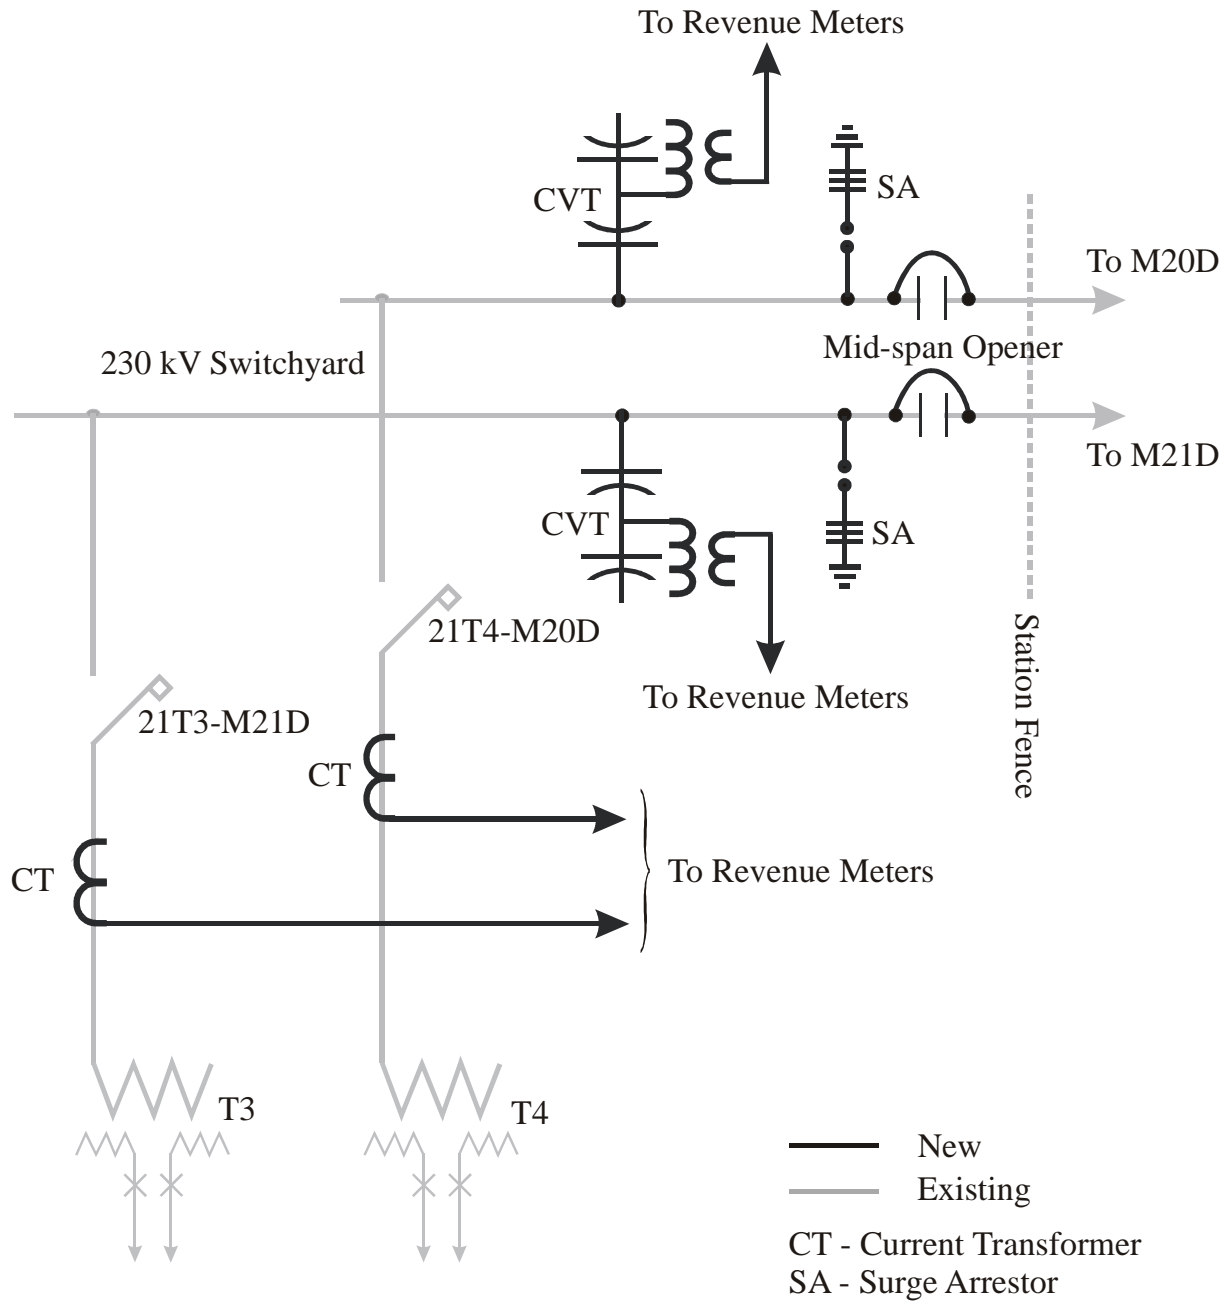 To Revenue Meters
CVT
SA
To M20D
Mid-span Opener
230 kV Switchyard
To M21D
CVT
SA
21T4-M20D
Station Fence
To Revenue Meters
21T3-M21D
CT
To Revenue Meters
CT
T3
T4
New
Existing
CT - Current Transformer
SA - Surge Arrestor